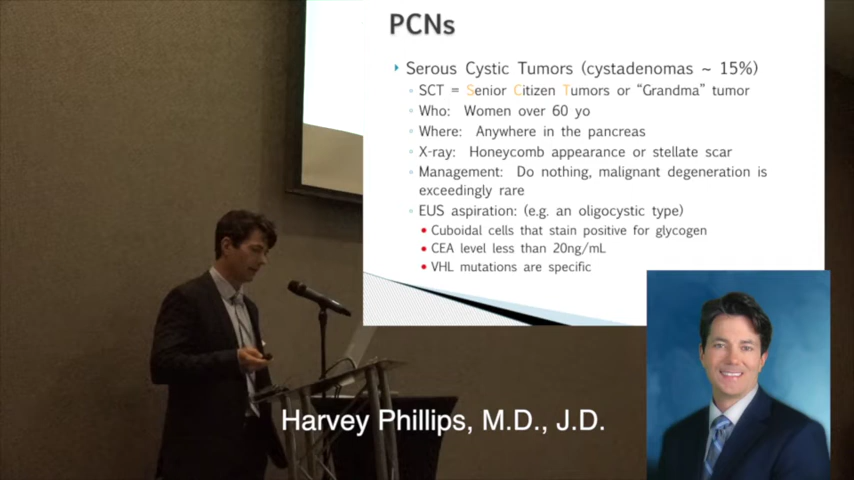 PCNs
Serous Cystic Tumors (cystadenomas ~ 15%)
SCT = Senior Citizen Tumors or “Grandma” tumor
Who: Women over 60 yo
Where: Anywhere in the pancreas
X-ray: Honeycomb appearance or stellate scar
Management: Do nothing, malignant degeneration is
exceedingly rare
EUS aspiration: (e.g. an oligocystic type)
Cuboidal cells that stain positive for glycogen
CEA level less than 20ng/mL
VHL mutations are specific
Harvey Phillips, M.D., J.D.